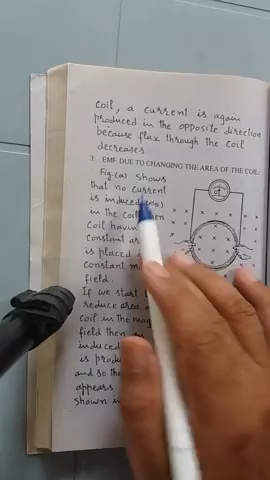 coil, a current is again
produced in the opposite direction
because flux through the coil
decreases
3 EMF DUE TO CHANGING THE AREA OF THE COIL.
Fig-(a) shows
that no current
is induced
in the coil
coil
constant
is placed
constant
field.
If we start
reduce area
coil in the
field then
induced
is
and so the
appears,
shown in